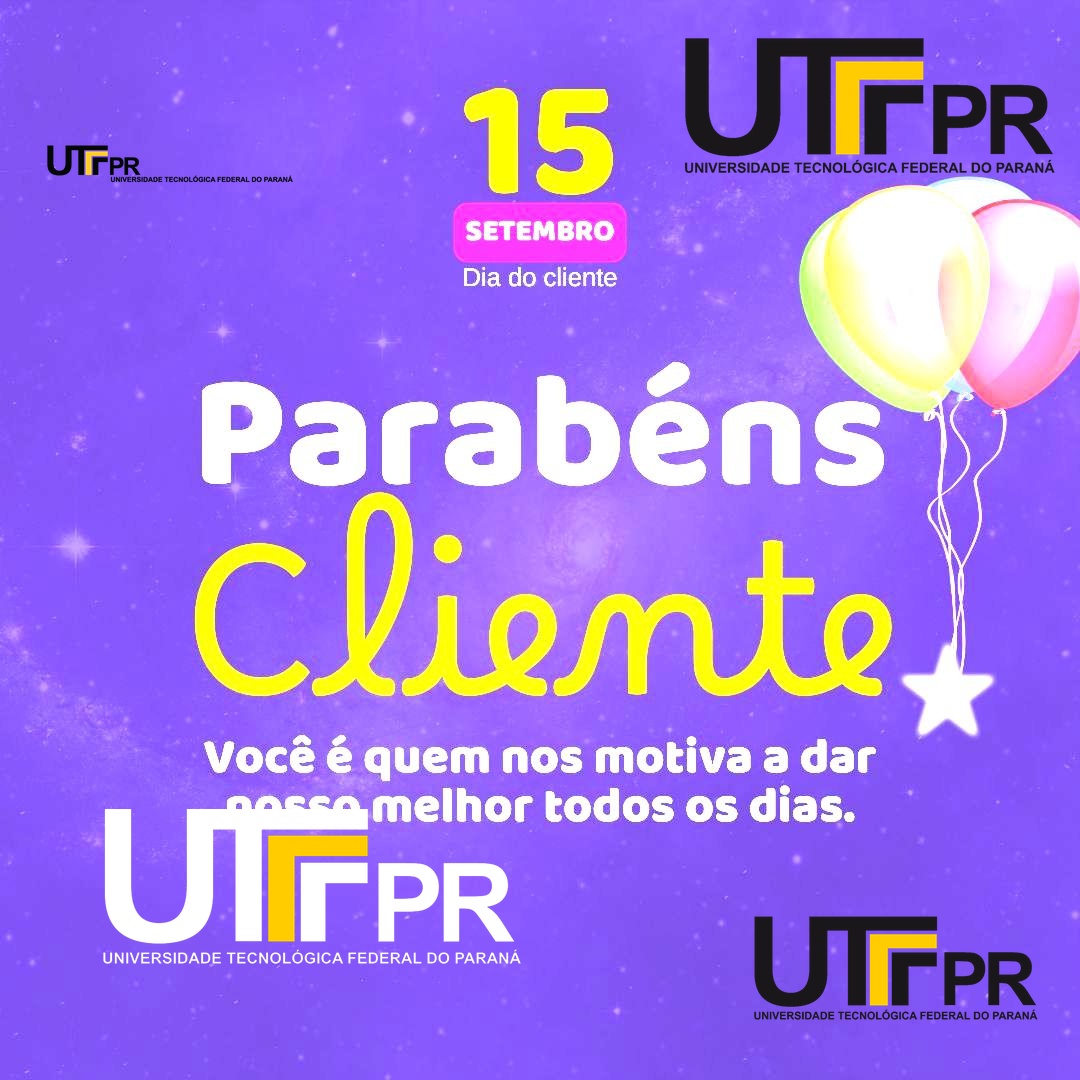 UTFPR
UNIVERSIDADE TECNOLÓGICA FEDERAL DO PARANÁ
UTFPR
UNIVERSIDADE TECNOLÓGICA FEDERAL DO PARANÁ
15
SETEMBRO
Dia do cliente
Parabéns
Cliente
Você é quem nos motiva a dar
nosso melhor todos os dias.
UTFPR
UNIVERSIDADE TECNOLÓGICA FEDERAL DO PARANÁ
UTFPR
UNIVERSIDADE TECNOLÓGICA FEDERAL DO PARANÁ